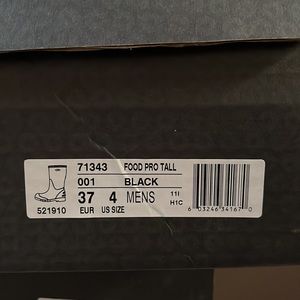 71343 FOOD PRO TALL
001 BLACK
37 4 MENS 11I
521910 EUR US SIZE H1C
6 03246 34167 0